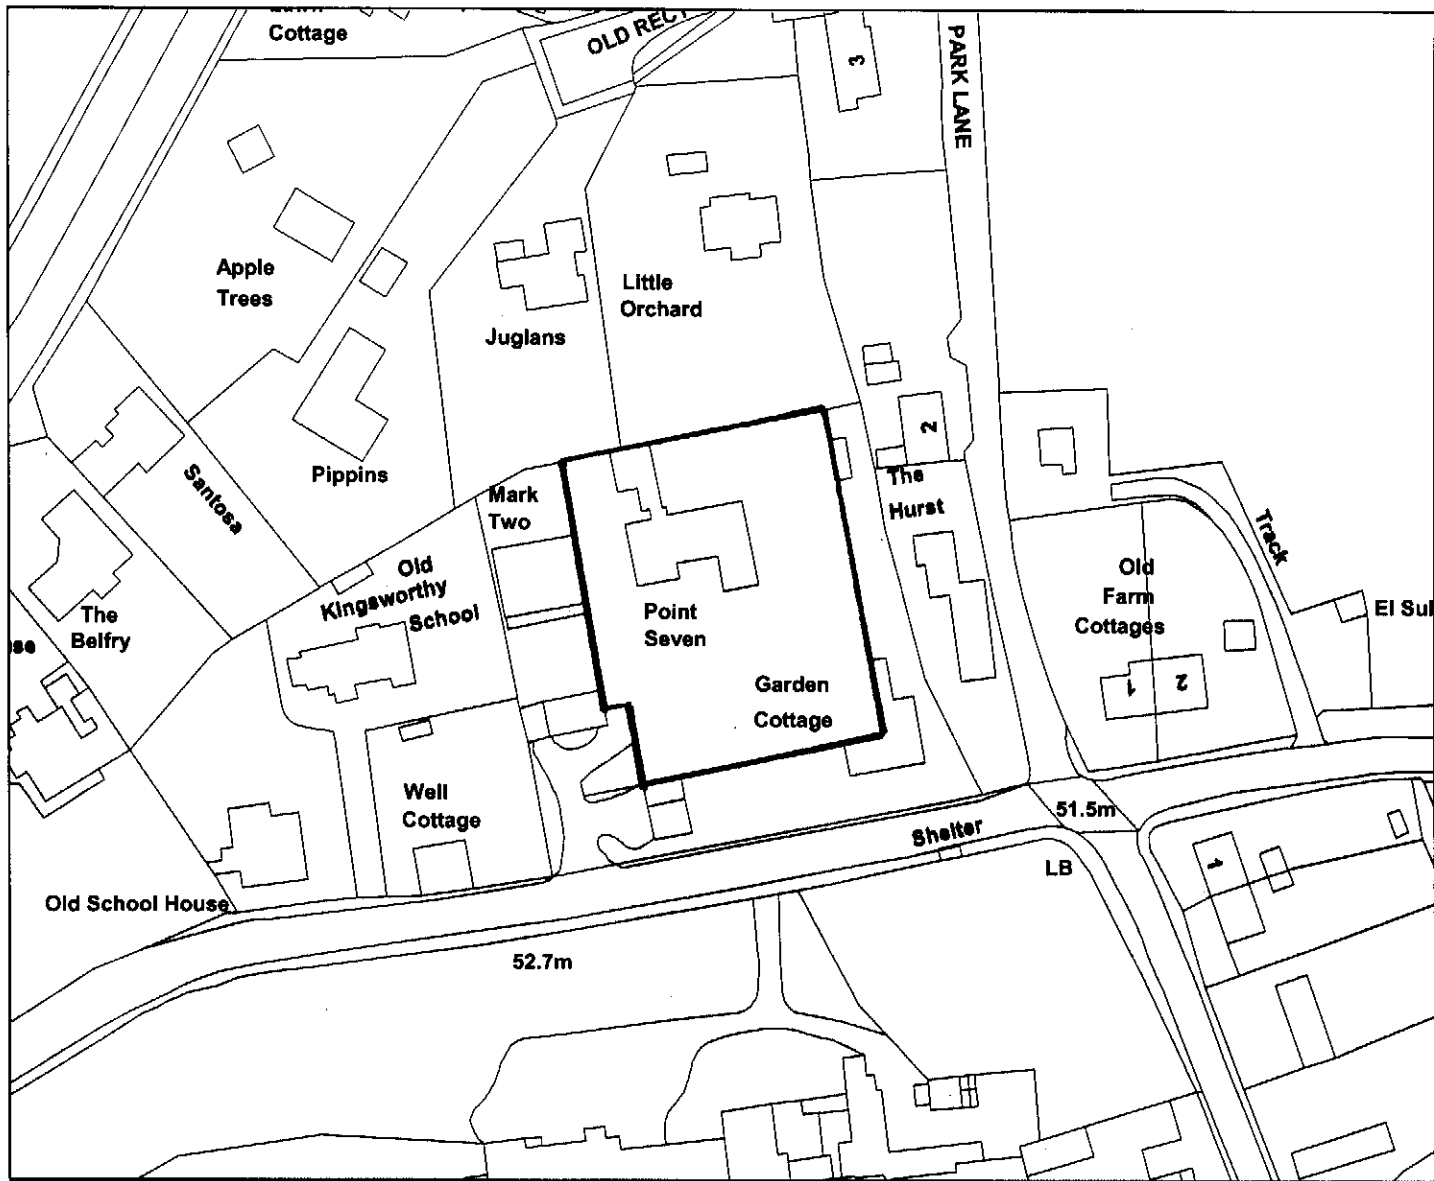 Cottage
OLD RECT
PARK LANE
3
Apple
Trees
Little
Orchard
Juglans
2
Pippins
Santosa
Mark
Two
The
Hurst
Track
Old
Kingsworthy
School
Old
Farm
Cottages
The
Belfry
Point
Seven
El Sul
1
2
Garden
Cottage
Well
Cottage
51.5m
Shelter
LB
1
Old School House
52.7m